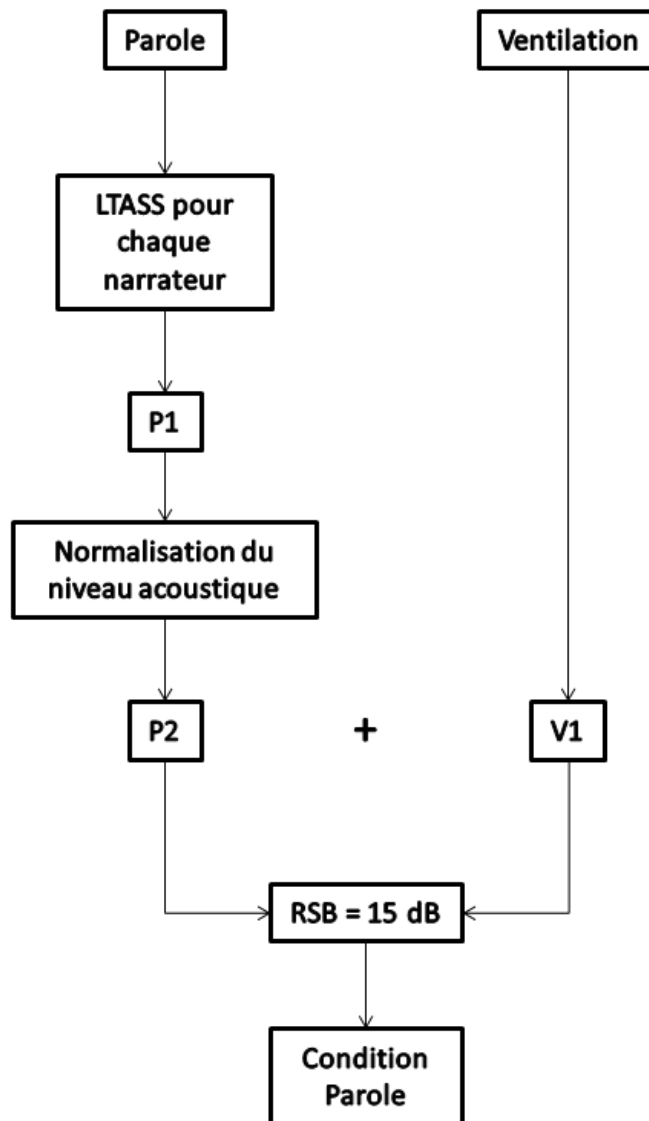 Parole
Ventilation
LTASS pour
chaque
narrateur
P1
Normalisation du
niveau acoustique
P2
+
V1
RSB = 15 dB
Condition
Parole